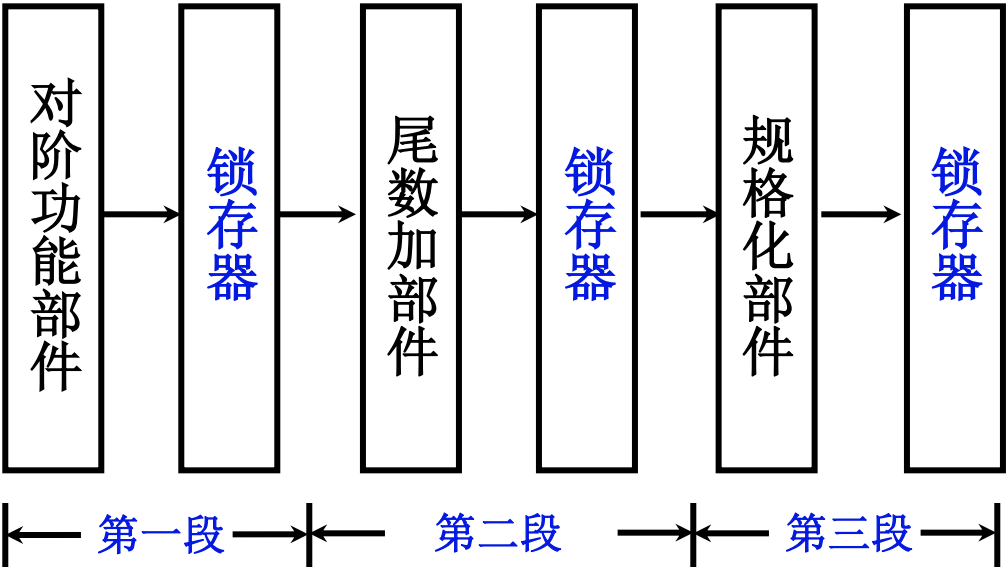 对阶功能部件
锁存器
尾数加部件
锁存器
规格化部件
锁存器
第一段
第二段
第三段